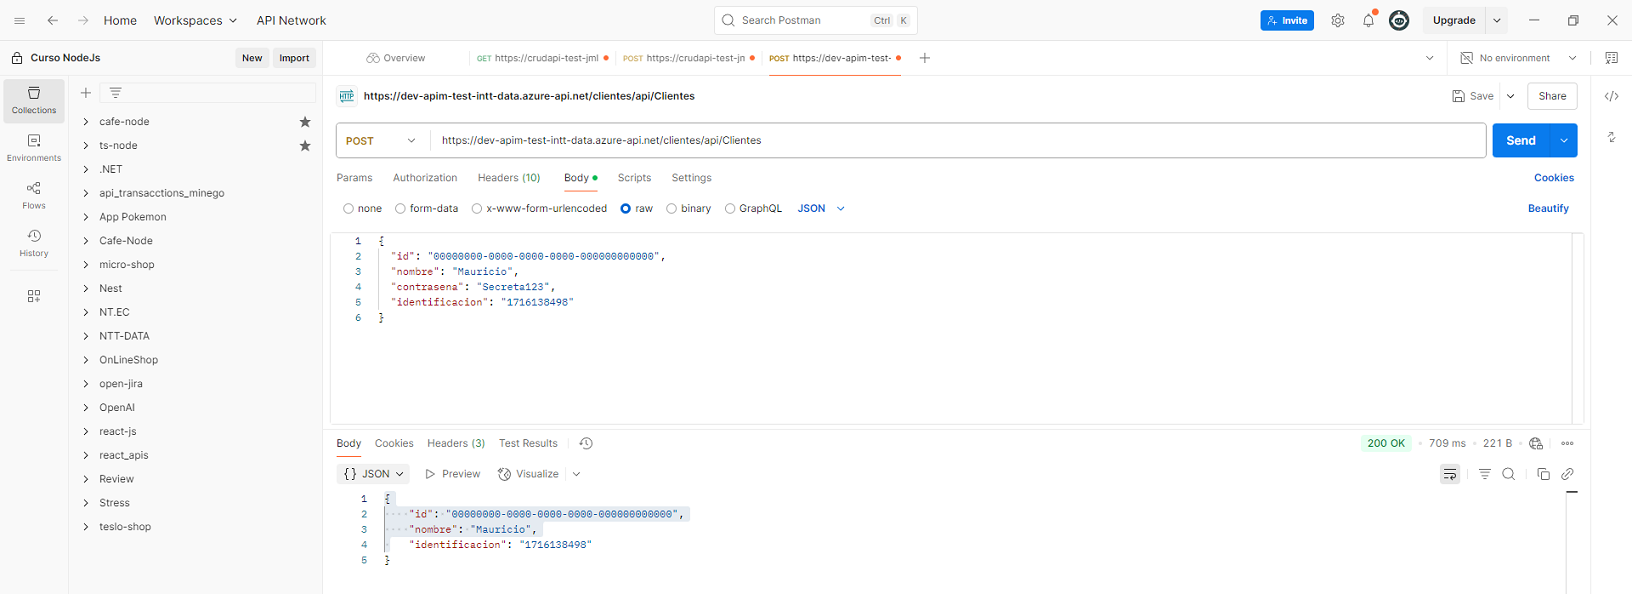 Home Workspaces API Network Search Postman Ctrl K Invite Upgrade
Curso NodeJs New Import Overview GET https://crudapi-test-jml POST https://crudapi-test-jn POST https://dev-apim-test- No environment
Collections
Environments
Flows
History
cafe-node
ts-node
.NET
api_transacctions_minego
App Pokemon
Cafe-Node
micro-shop
Nest
NT.EC
NTT-DATA
OnLineShop
open-jira
OpenAI
react-js
react_apis
Review
Stress
teslo-shop
HTTP https://dev-apim-test-intt-data.azure-api.net/clientes/api/Clientes Save Share
POST https://dev-apim-test-intt-data.azure-api.net/clientes/api/Clientes Send
Params Authorization Headers (10) Body Scripts Settings Cookies
none form-data x-www-form-urlencoded raw binary GraphQL JSON Beautify
1 {
2 "id": "00000000-0000-0000-0000-000000000000",
3 "nombre": "Mauricio",
4 "contrasena": "Secreta123",
5 "identificacion": "1716138498"
6 }
Body Cookies Headers (3) Test Results 200 OK 709 ms 221 B
{} JSON Preview Visualize
1 {
2 "id": "00000000-0000-0000-0000-000000000000",
3 "nombre": "Mauricio",
4 "identificacion": "1716138498"
5 }